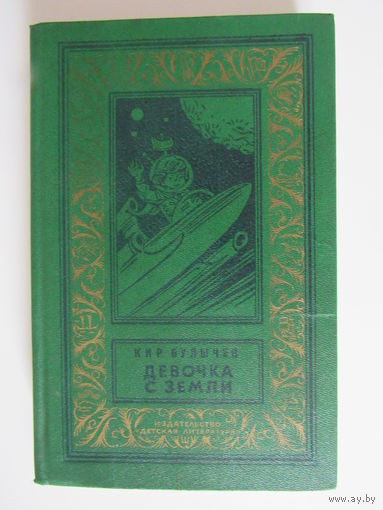 КИР БУЛЫЧЕВ
ДЕВОЧКА
С ЗЕМЛИ
ИЗДАТЕЛЬСТВО
«ДЕТСКАЯ ЛИТЕРАТУРА»
www.ay.by